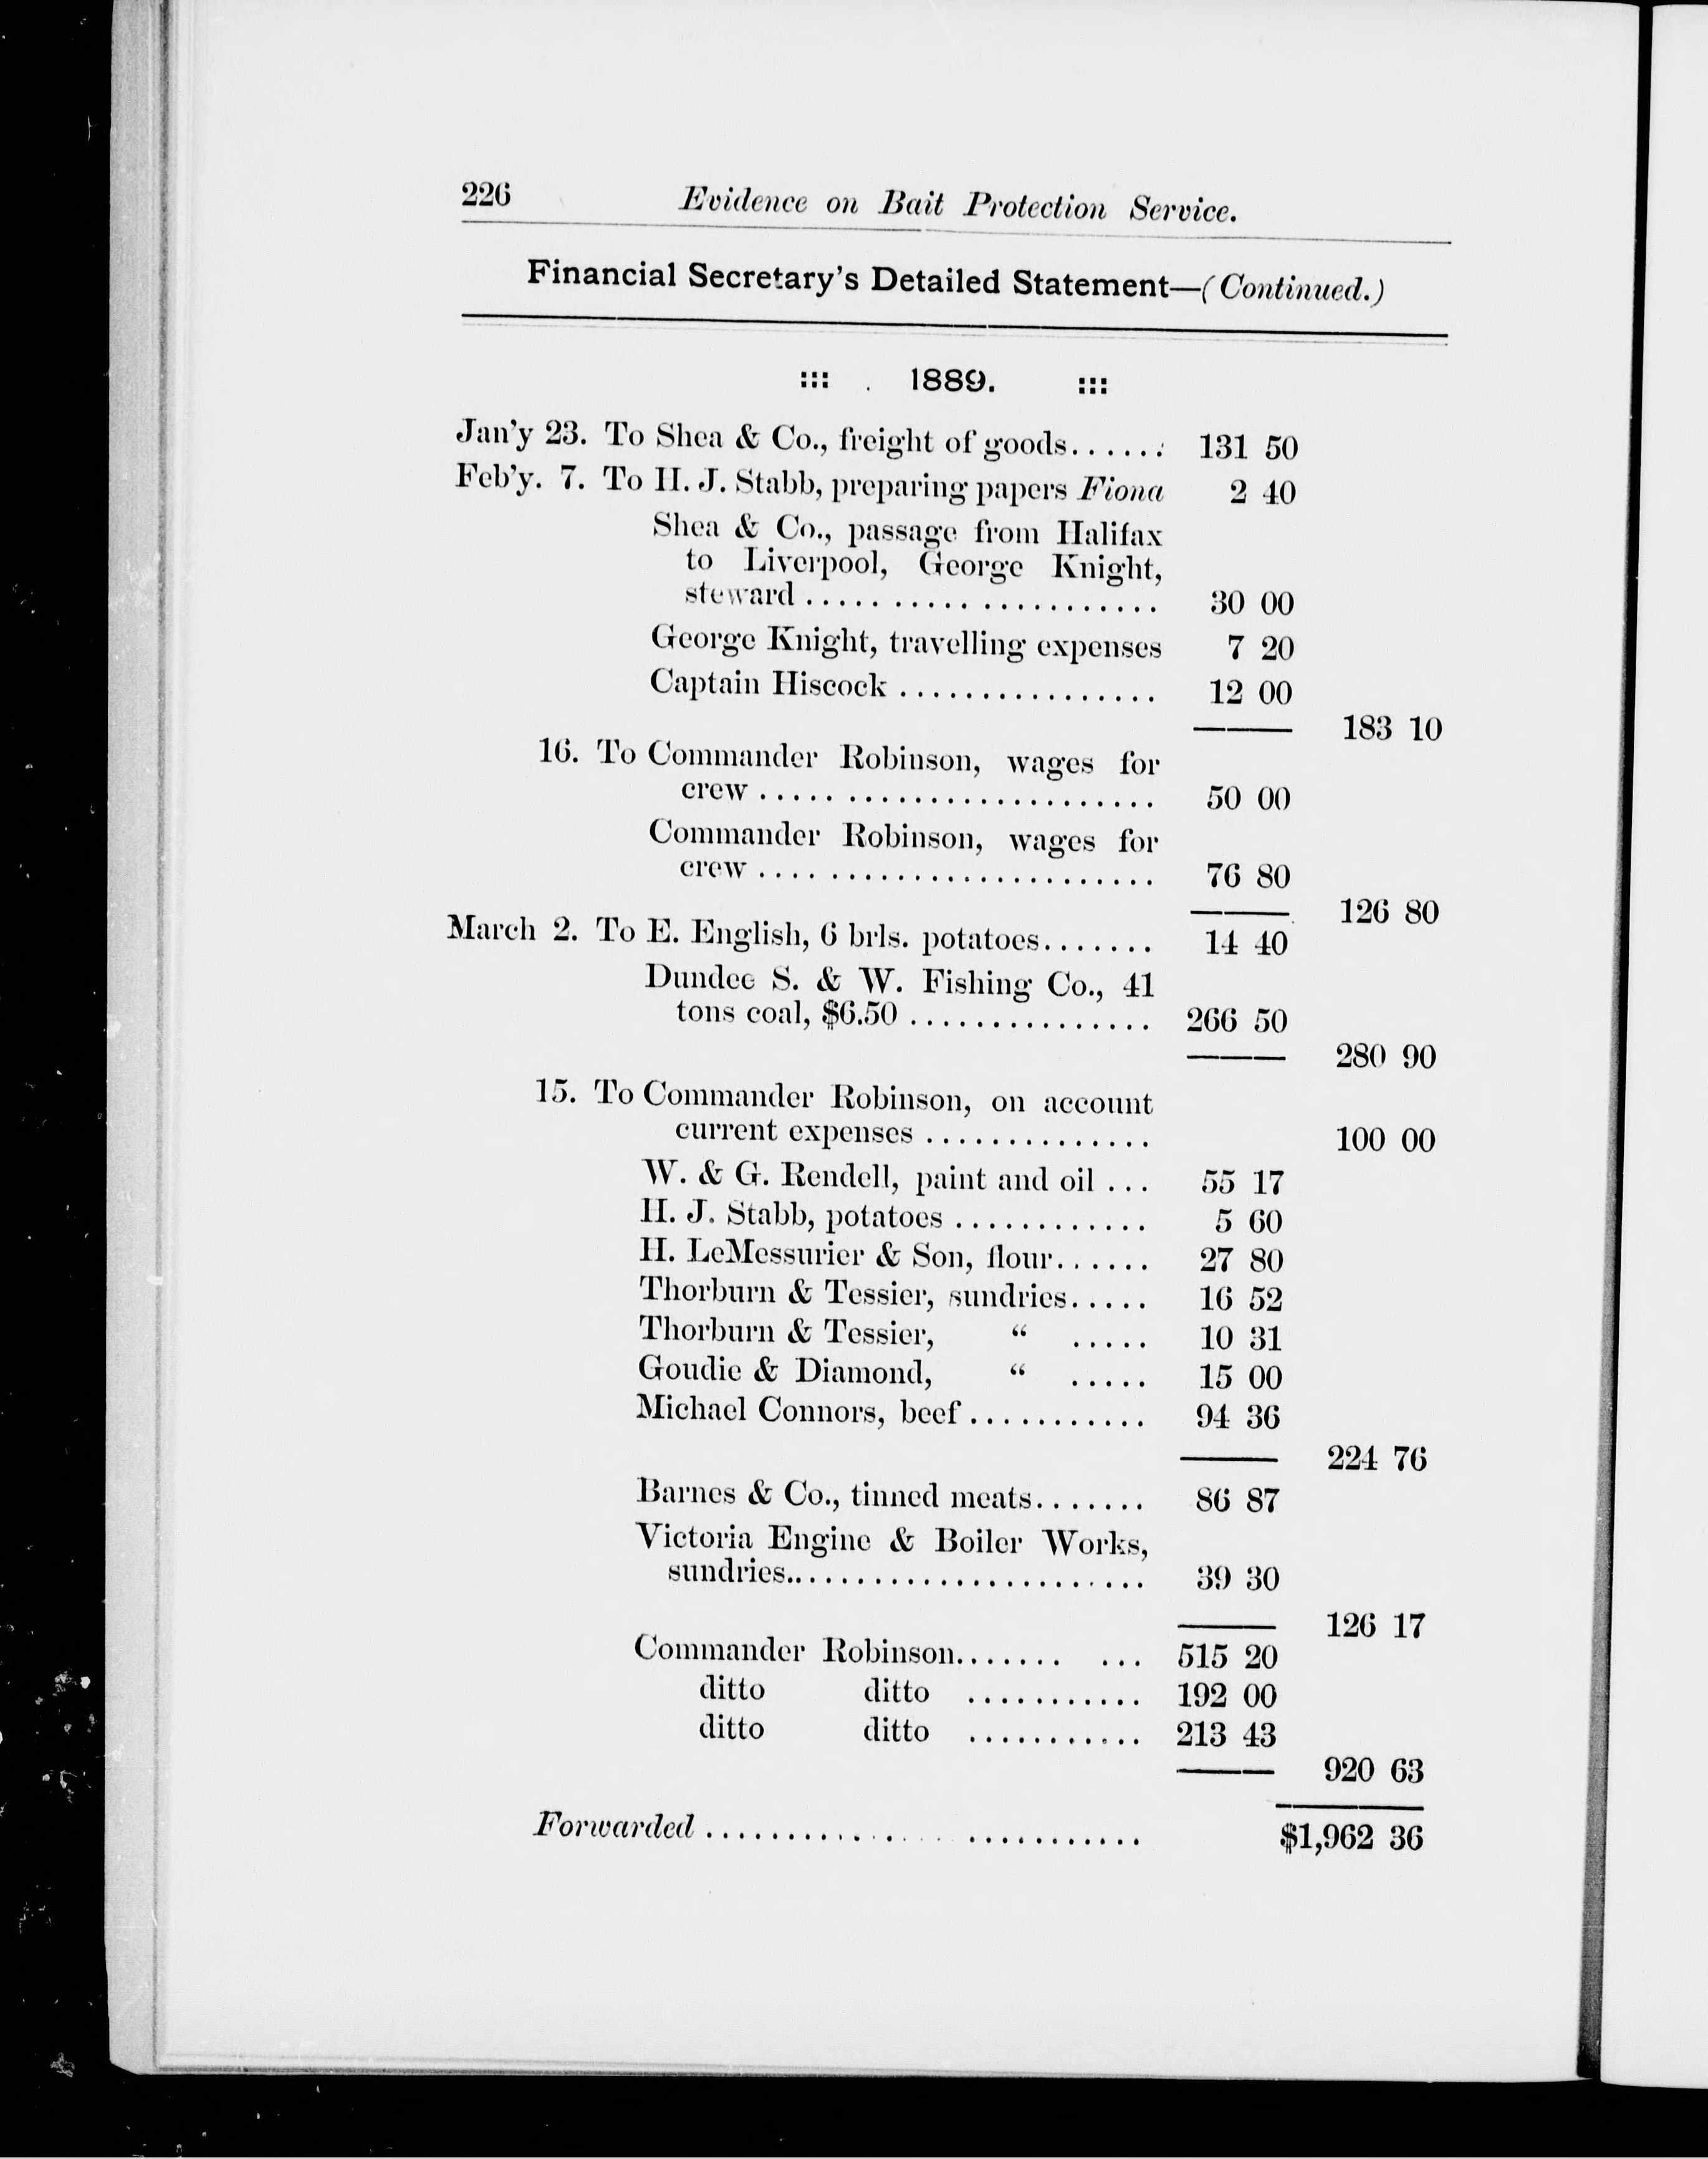 226 Evidence on Bait Protection Service.
Financial Secretary's Detailed Statement—(Continued.)
::: . 1889. :::
Jan'y 23. To Shea & Co., freight of goods...... 131 50
Feb'y. 7. To H. J. Stabb, preparing papers Fiona 2 40
Shea & Co., passage from Halifax
to Liverpool, George Knight,
steward ...................... 30 00
George Knight, travelling expenses 7 20
Captain Hiscock ................ 12 00
183 10
16. To Commander Robinson, wages for
crew ........................ 50 00
Commander Robinson, wages for
crew ........................ 76 80
126 80
March 2. To E. English, 6 brls. potatoes....... 14 40
Dundee S. & W. Fishing Co., 41
tons coal, $6.50 ............... 266 50
280 90
15. To Commander Robinson, on account
current expenses .............. 100 00
W. & G. Rendell, paint and oil ... 55 17
H. J. Stabb, potatoes ............ 5 60
H. LeMessurier & Son, flour...... 27 80
Thorburn & Tessier, sundries..... 16 52
Thorburn & Tessier, “ ..... 10 31
Goudie & Diamond, “ ..... 15 00
Michael Connors, beef ........... 94 36
224 76
Barnes & Co., tinned meats....... 86 87
Victoria Engine & Boiler Works,
sundries....................... 39 30
126 17
Commander Robinson....... ... 515 20
ditto ditto ........... 192 00
ditto ditto ........... 213 43
920 63
Forwarded .......................... $1,962 36